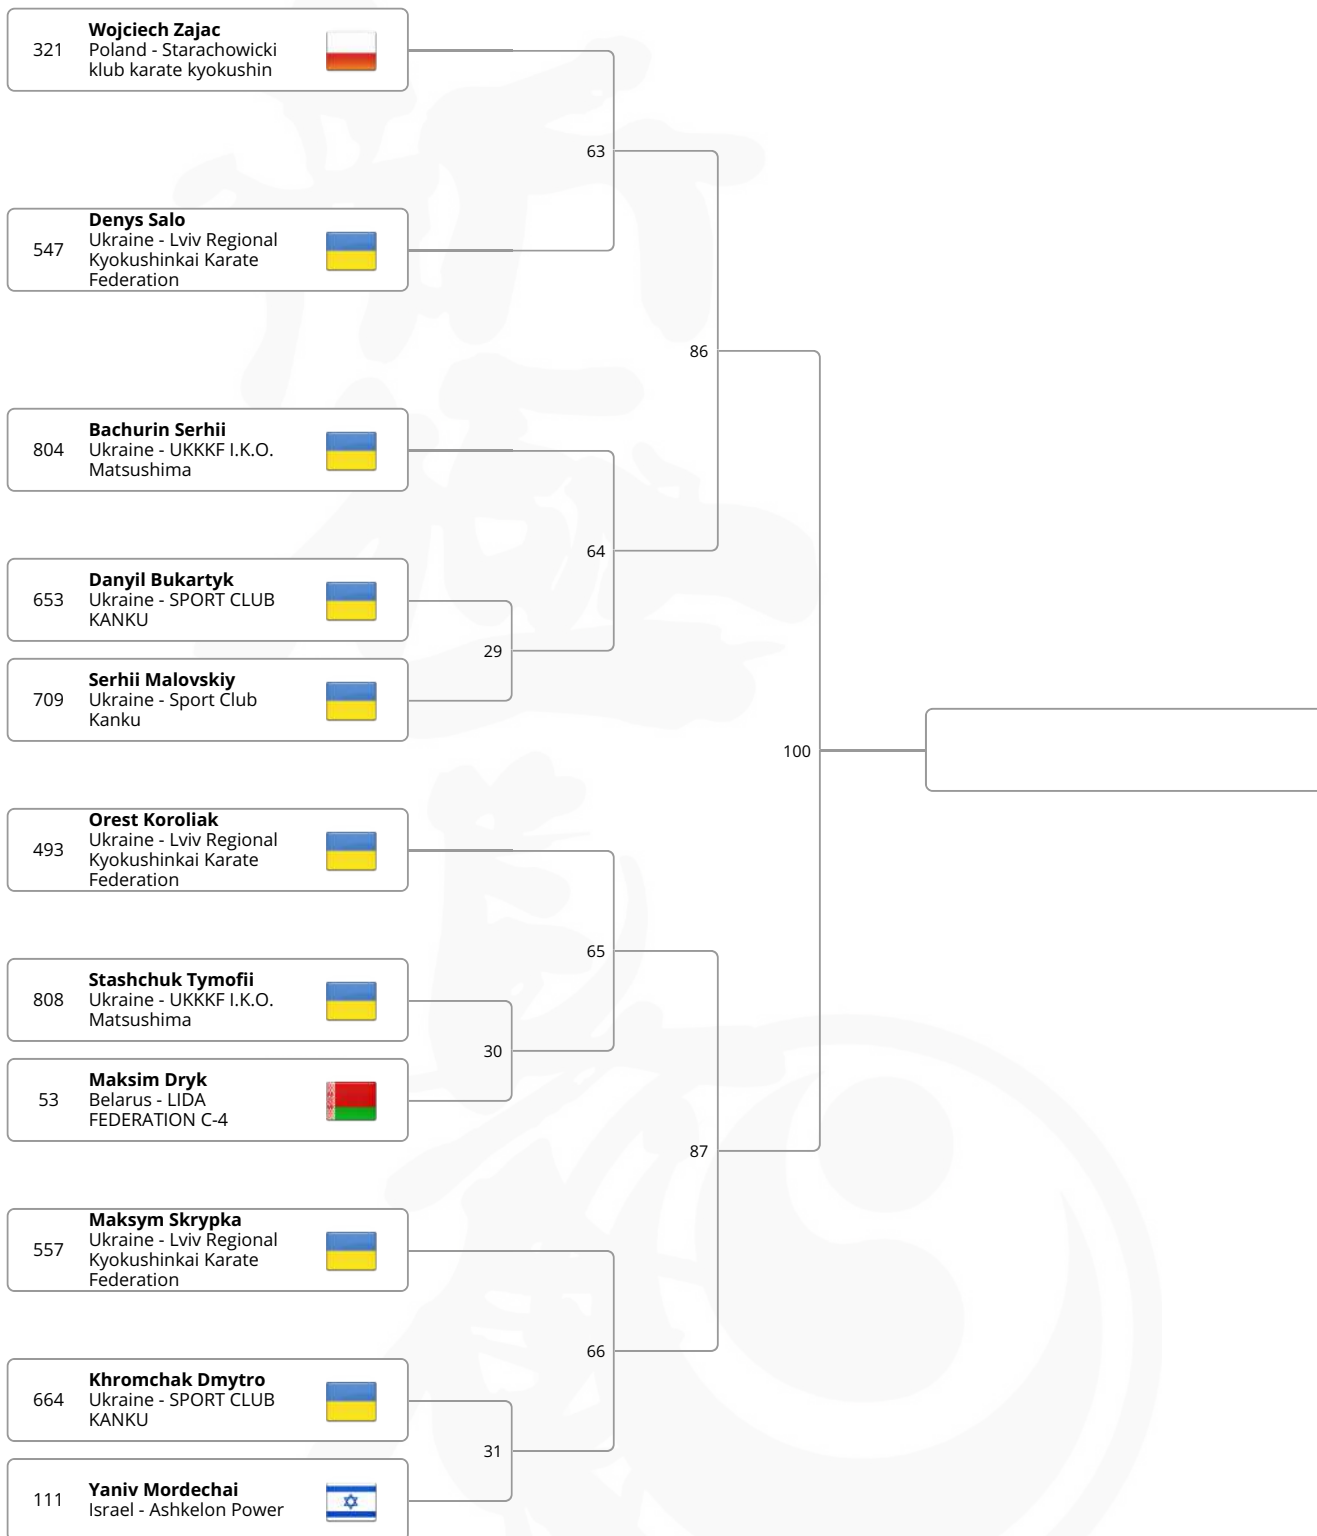 Wojciech Zajac
321
Poland - Starachowicki
klub karate kyokushin
63
Denys Salo
547
Ukraine - Lviv Regional
Kyokushinkai Karate
Federation
86
Bachurin Serhii
804
Ukraine - UKKKF I.K.O.
Matsushima
64
Danyil Bukartyk
653
Ukraine - SPORT CLUB
KANKU
29
Serhii Malovskiy
709
Ukraine - Sport Club
Kanku
100
Orest Koroliak
493
Ukraine - Lviv Regional
Kyokushinkai Karate
Federation
65
Stashchuk Tymofii
808
Ukraine - UKKKF I.K.O.
Matsushima
30
Maksim Dryk
53
Belarus - LIDA
FEDERATION C-4
87
Maksym Skrypka
557
Ukraine - Lviv Regional
Kyokushinkai Karate
Federation
66
Khromchak Dmytro
664
Ukraine - SPORT CLUB
KANKU
31
Yaniv Mordechai
111
Israel - Ashkelon Power